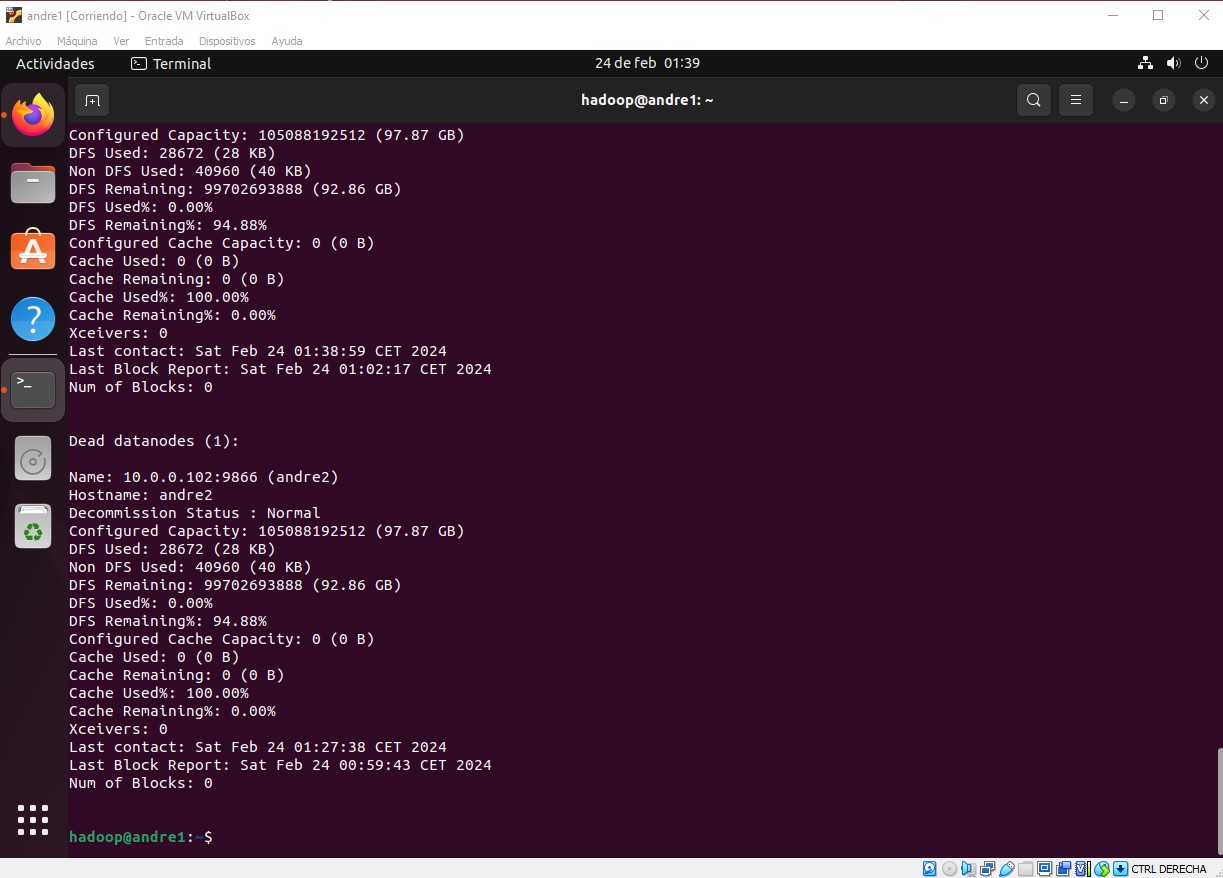 andre1 [Corriendo] - Oracle VM VirtualBox
Archivo Máquina Ver Entrada Dispositivos Ayuda
Actividades Terminal 24 de feb 01:39
hadoop@andre1: ~
Configured Capacity: 105088192512 (97.87 GB)
DFS Used: 28672 (28 KB)
Non DFS Used: 40960 (40 KB)
DFS Remaining: 99702693888 (92.86 GB)
DFS Used%: 0.00%
DFS Remaining%: 94.88%
Configured Cache Capacity: 0 (0 B)
Cache Used: 0 (0 B)
Cache Remaining: 0 (0 B)
Cache Used%: 100.00%
Cache Remaining%: 0.00%
Xceivers: 0
Last contact: Sat Feb 24 01:38:59 CET 2024
Last Block Report: Sat Feb 24 01:02:17 CET 2024
Num of Blocks: 0
Dead datanodes (1):
Name: 10.0.0.102:9866 (andre2)
Hostname: andre2
Decommission Status : Normal
Configured Capacity: 105088192512 (97.87 GB)
DFS Used: 28672 (28 KB)
Non DFS Used: 40960 (40 KB)
DFS Remaining: 99702693888 (92.86 GB)
DFS Used%: 0.00%
DFS Remaining%: 94.88%
Configured Cache Capacity: 0 (0 B)
Cache Used: 0 (0 B)
Cache Remaining: 0 (0 B)
Cache Used%: 100.00%
Cache Remaining%: 0.00%
Xceivers: 0
Last contact: Sat Feb 24 01:27:38 CET 2024
Last Block Report: Sat Feb 24 00:59:43 CET 2024
Num of Blocks: 0
hadoop@andre1:~$
CTRL DERECHA